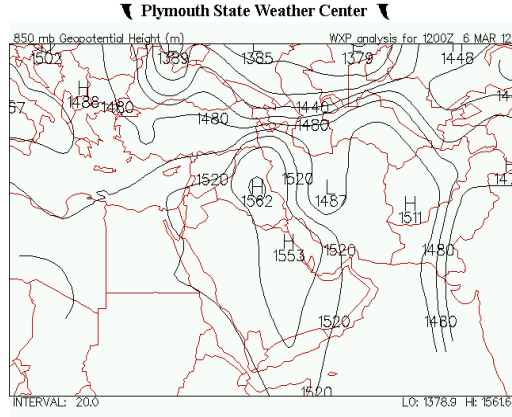 Plymouth State Weather Center
850 mb Geopotential Height (m) WXP analysis for 1200Z 6 MAR 12
L L L L L
1502 1389 1385 1379 1448
H
1488 1480 1440
1480 1480
1520 H 1520 L
1562 1487 H
1511
H 1520 1480
1553
1520 1480
1520
INTERVAL: 20.0 LO: 1378.9 HI: 1561.6